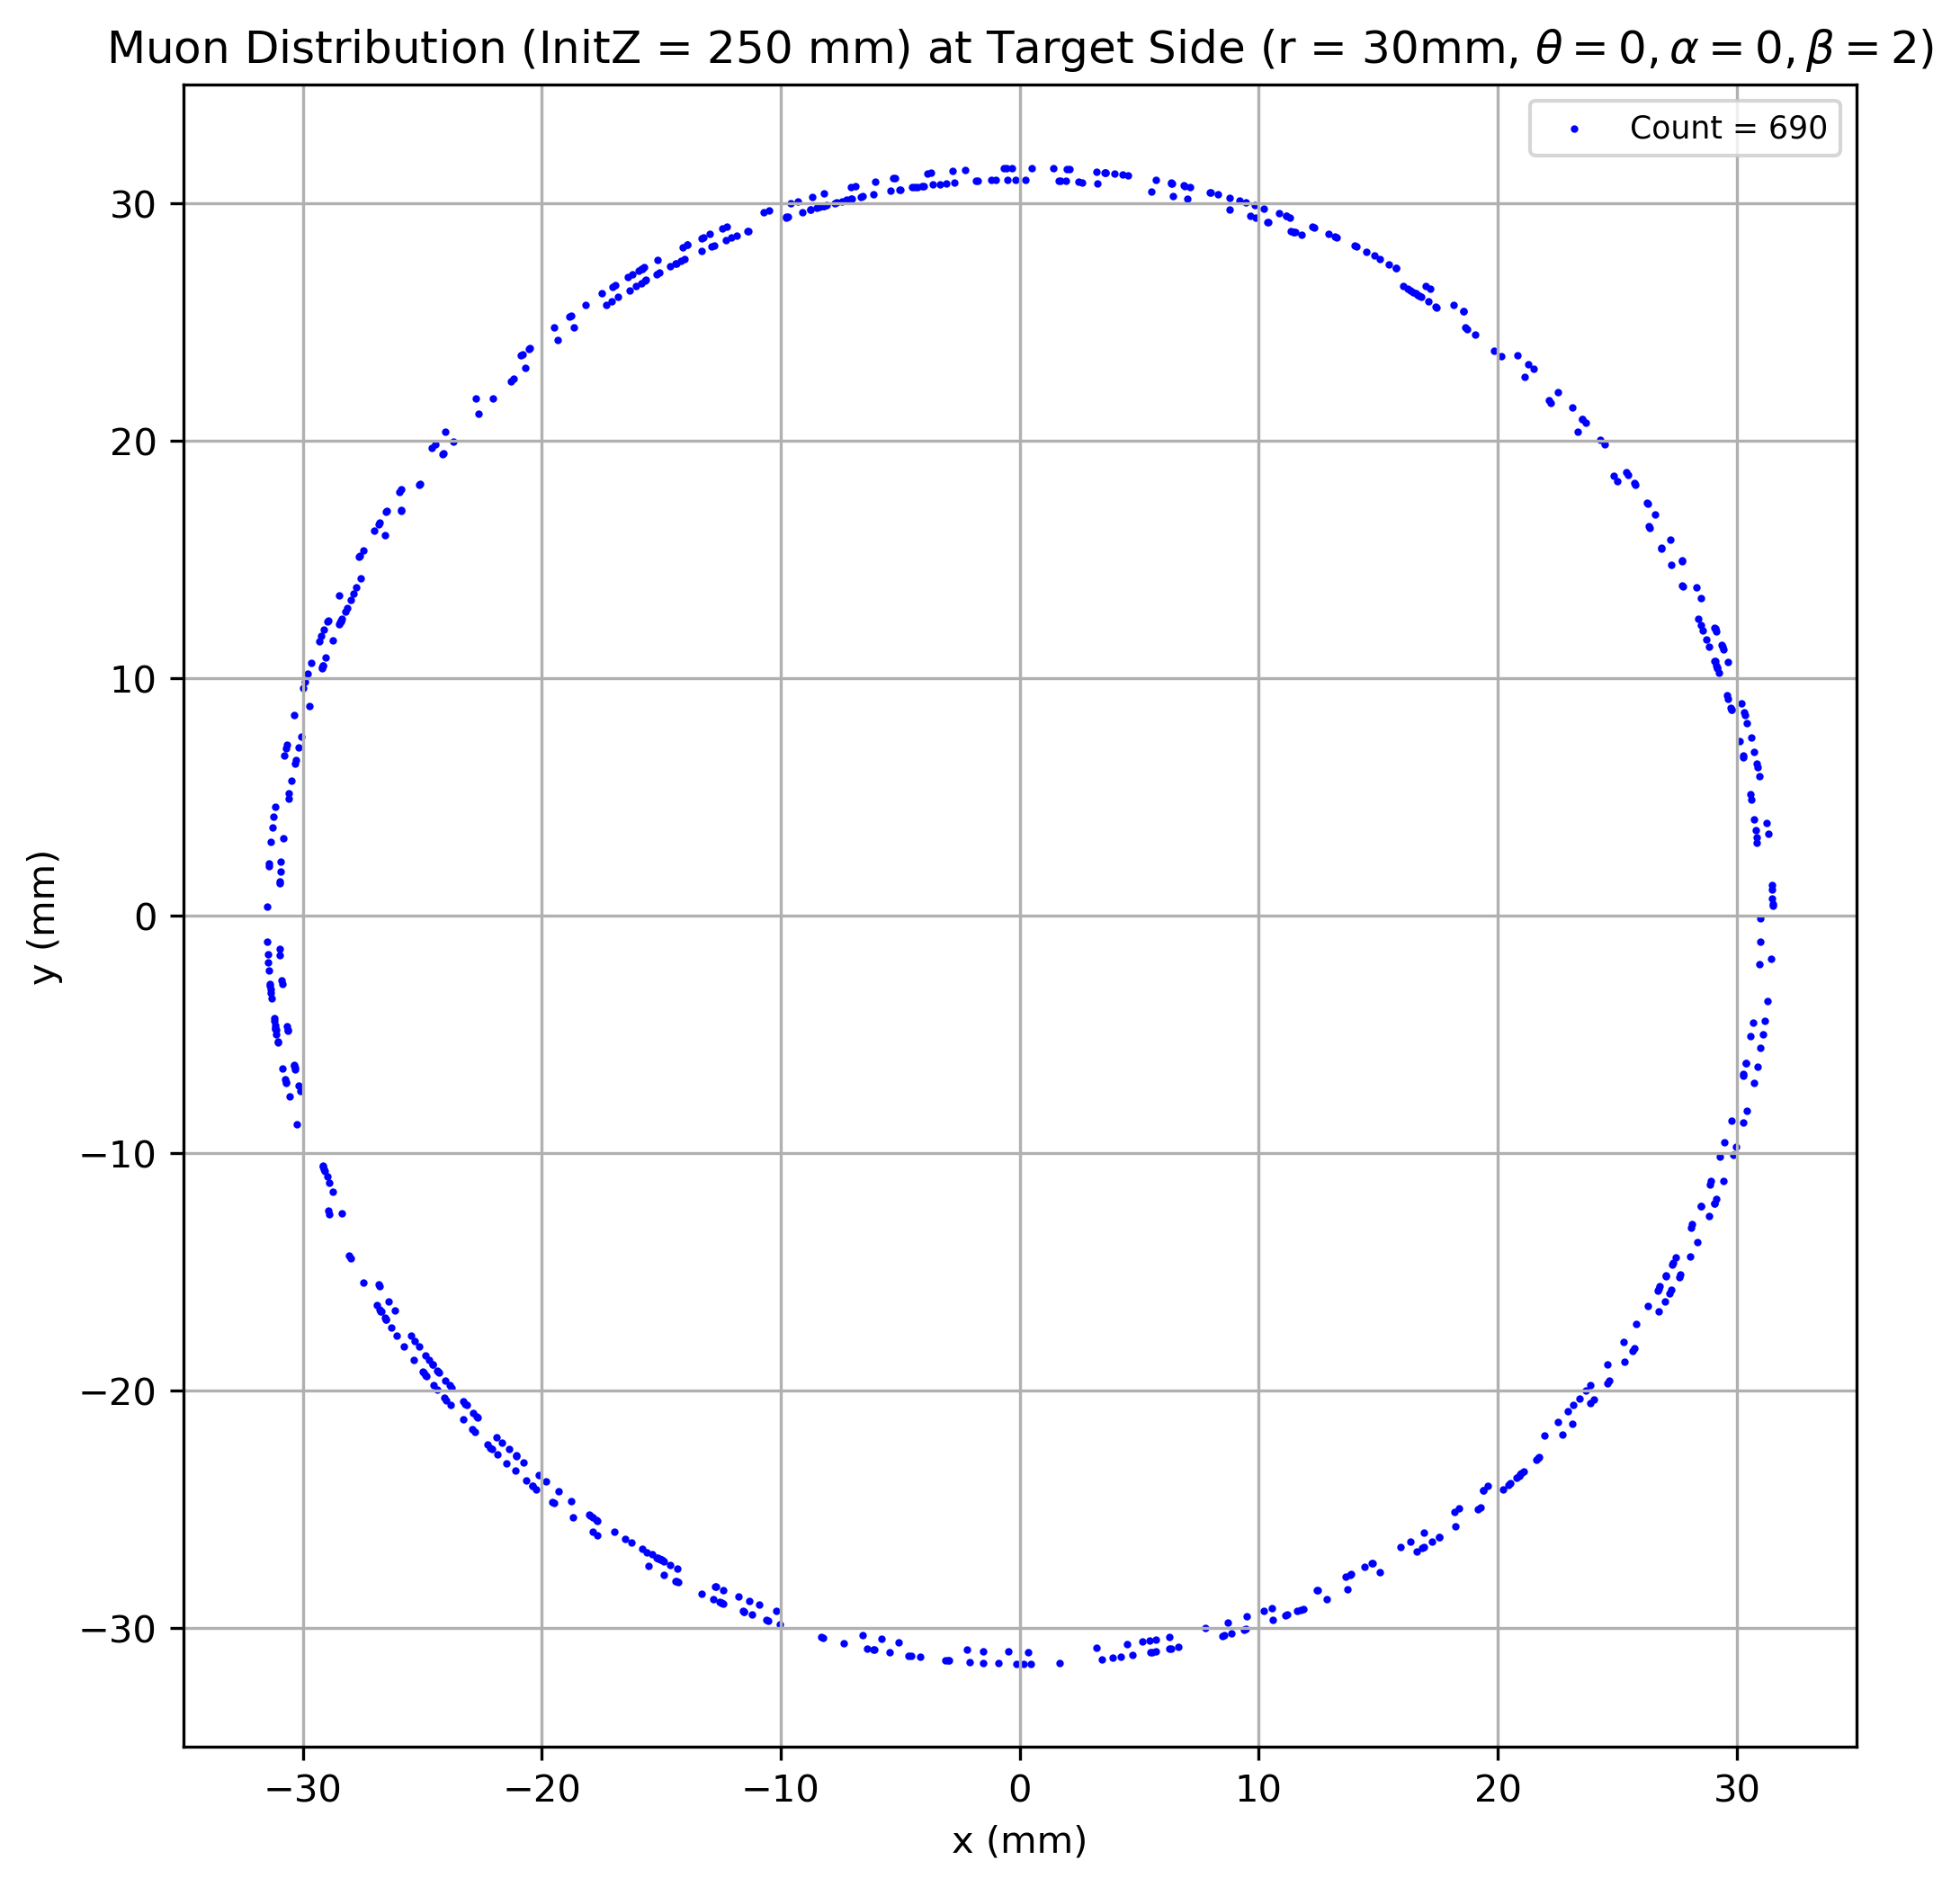 Muon Distribution (InitZ = 250 mm) at Target Side (r = 30mm, θ = 0, α = 0, β = 2)
Count = 690
30
20
10
0
−10
−20
−30
y (mm)
−30 −20 −10 0 10 20 30
x (mm)